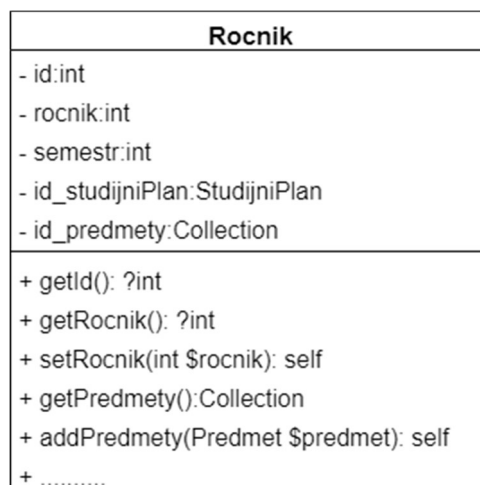 Rocnik
- id:int
- rocnik:int
- semestr:int
- id_studijniPlan:StudijniPlan
- id_predmety:Collection
+ getId(): ?int
+ getRocnik(): ?int
+ setRocnik(int $rocnik): self
+ getPredmety():Collection
+ addPredmety(Predmet $predmet): self
+ ..........